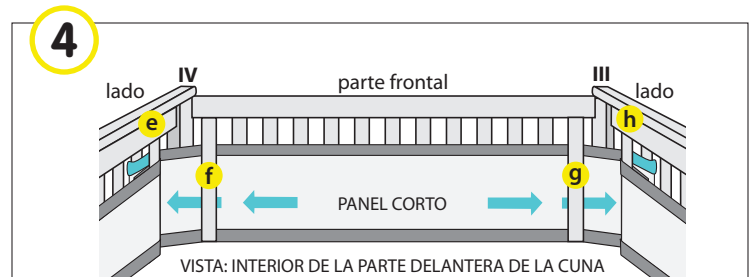 4
IV parte frontal III
lado lado
e h
f g
PANEL CORTO
VISTA: INTERIOR DE LA PARTE DELANTERA DE LA CUNA